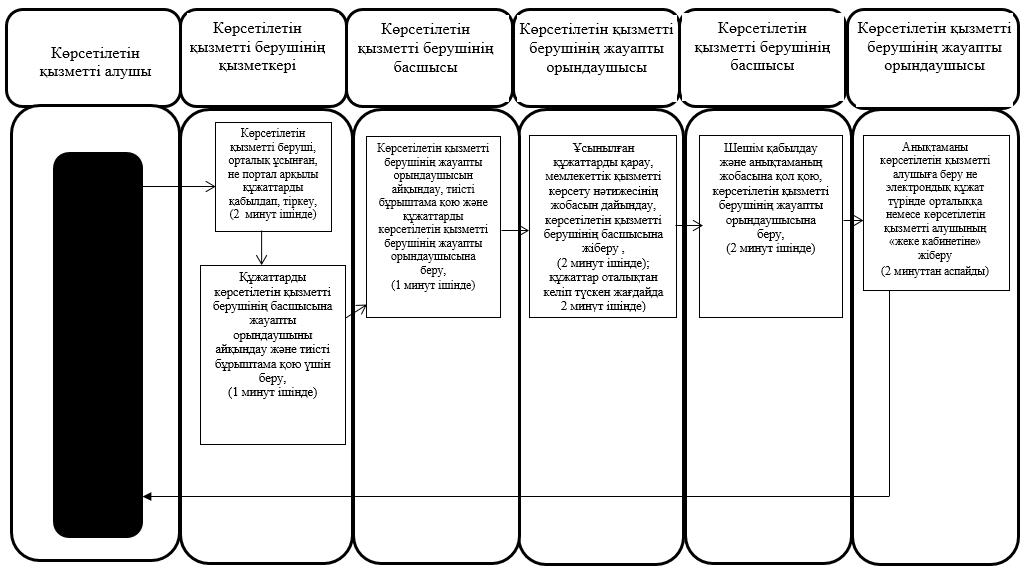 Көрсетілетін
қызметті алушы
Көрсетілетін
қызметті берушінің
қызметкері
Көрсетілетін
қызметті берушінің
басшысы
Көрсетілетін қызметті
берушінің жауапты
орындаушысы
Көрсетілетін
қызметті берушінің
басшысы
Көрсетілетін қызметті
берушінің жауапты
орындаушысы
Көрсетілетін
қызметті беруші,
орталық ұсынған,
не портал арқылы
құжаттарды
қабылдап, тіркеу,
(2 минут ішінде)
Құжаттарды
көрсетілетін қызметті
берушінің басшысына
жауапты
орындаушыны
айқындау және тиісті
бұрыштама қою үшін
беру,
(1 минут ішінде)
Көрсетілетін қызметті
берушінің жауапты
орындаушысын
айқындау, тиісті
бұрыштама қою және
құжаттарды
көрсетілетін қызметті
берушінің жауапты
орындаушысына
беру,
(1 минут ішінде)
Ұсынылған
құжаттарды қарау,
мемлекеттік қызметті
көрсету нәтижесінің
жобасын дайындау,
көрсетілетін қызметті
берушінің басшысына
жіберу ,
(2 минут ішінде);
құжаттар оталықтан
келіп түскен жағдайда
2 минут ішінде)
Шешім қабылдау
және анықтаманың
жобасына қол қою,
көрсетілетін қызметті
берушінің жауапты
орындаушысына
беру,
(2 минут ішінде)
Анықтаманы
көрсетілетін қызметті
алушыға беру не
электрондық құжат
түрінде орталыққа
немесе көрсетілетін
қызметті алушының
«жеке кабинетіне»
жіберу
(2 минуттан аспайды)